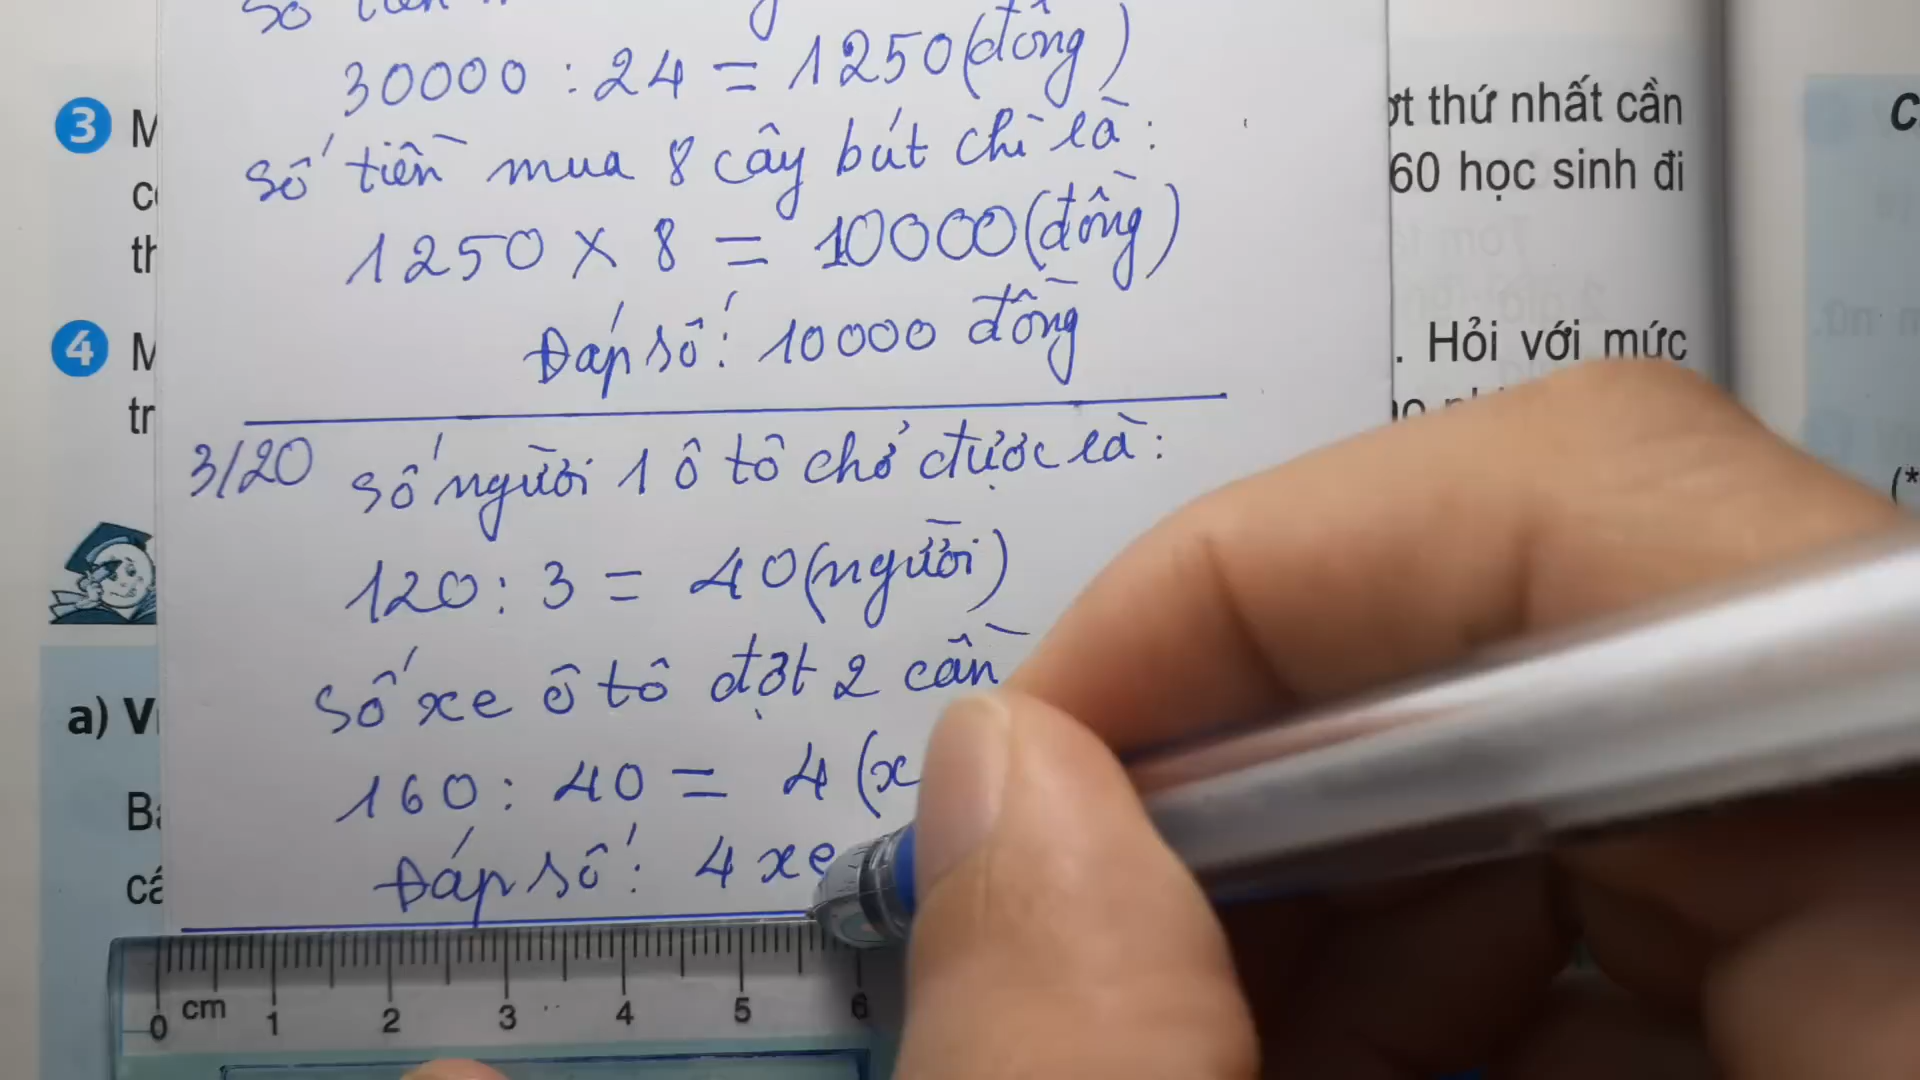 30000 : 24 = 1250 (đồng)
Số tiền mua 8 cây bút chì là:
1250 x 8 = 10000 (đồng)
Đáp số: 10000 đồng
3/20 Số người 1 ô tô chở được là:
120 : 3 = 40 (người)
Số xe ô tô đợt 2 cần
160 : 40 = 4 (x
Đáp số: 4 xe
3
4
a)
thứ nhất cần
60 học sinh đi
. Hỏi với mức
C
(*
cm
0 1 2 3 4 5 6